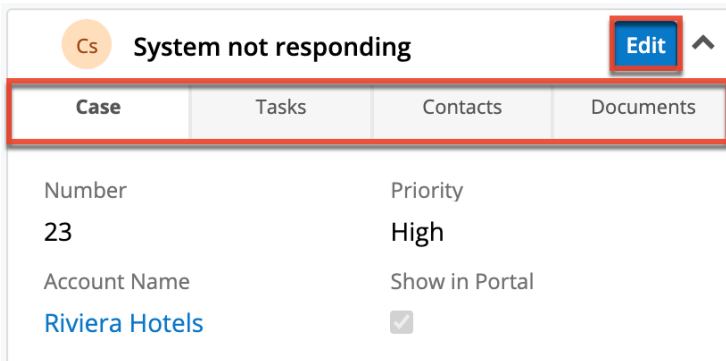 Cs System not responding Edit
Case Tasks Contacts Documents
Number Priority
23 High
Account Name Show in Portal
Riviera Hotels